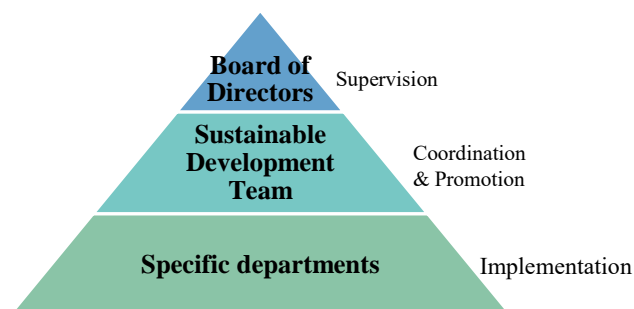 Board of
Directors
Supervision
Sustainable
Development
Team
Coordination
& Promotion
Specific departments
Implementation